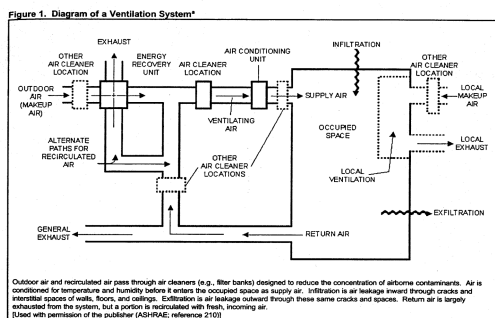 Figure 1. Diagram of a Ventilation Systemª
EXHAUST
OTHER
AIR CLEANER
LOCATION
ENERGY
RECOVERY
UNIT
AIR CLEANER
LOCATION
AIR CONDITIONING
UNIT
INFILTRATION
OTHER
AIR CLEANER
LOCATION
OUTDOOR
AIR
(MAKEUP
AIR)
SUPPLY AIR
LOCAL
MAKEUP
AIR
VENTILATING
AIR
OCCUPIED
SPACE
ALTERNATE
PATHS FOR
RECIRCULATED
AIR
OTHER
AIR CLEANER
LOCATIONS
LOCAL
EXHAUST
LOCAL
VENTILATION
GENERAL
EXHAUST
RETURN AIR
EXFILTRATION
Outdoor air and recirculated air pass through air cleaners (e.g., filter banks) designed to reduce the concentration of airborne contaminants. Air is
conditioned for temperature and humidity before it enters the occupied space as supply air. Infiltration is air leakage inward through cracks and
interstitial spaces of walls, floors, and ceilings. Exfiltration is air leakage outward through these same cracks and spaces. Return air is largely
exhausted from the system, but a portion is recirculated with fresh, incoming air.
[Used with permission of the publisher (ASHRAE; reference 210)]